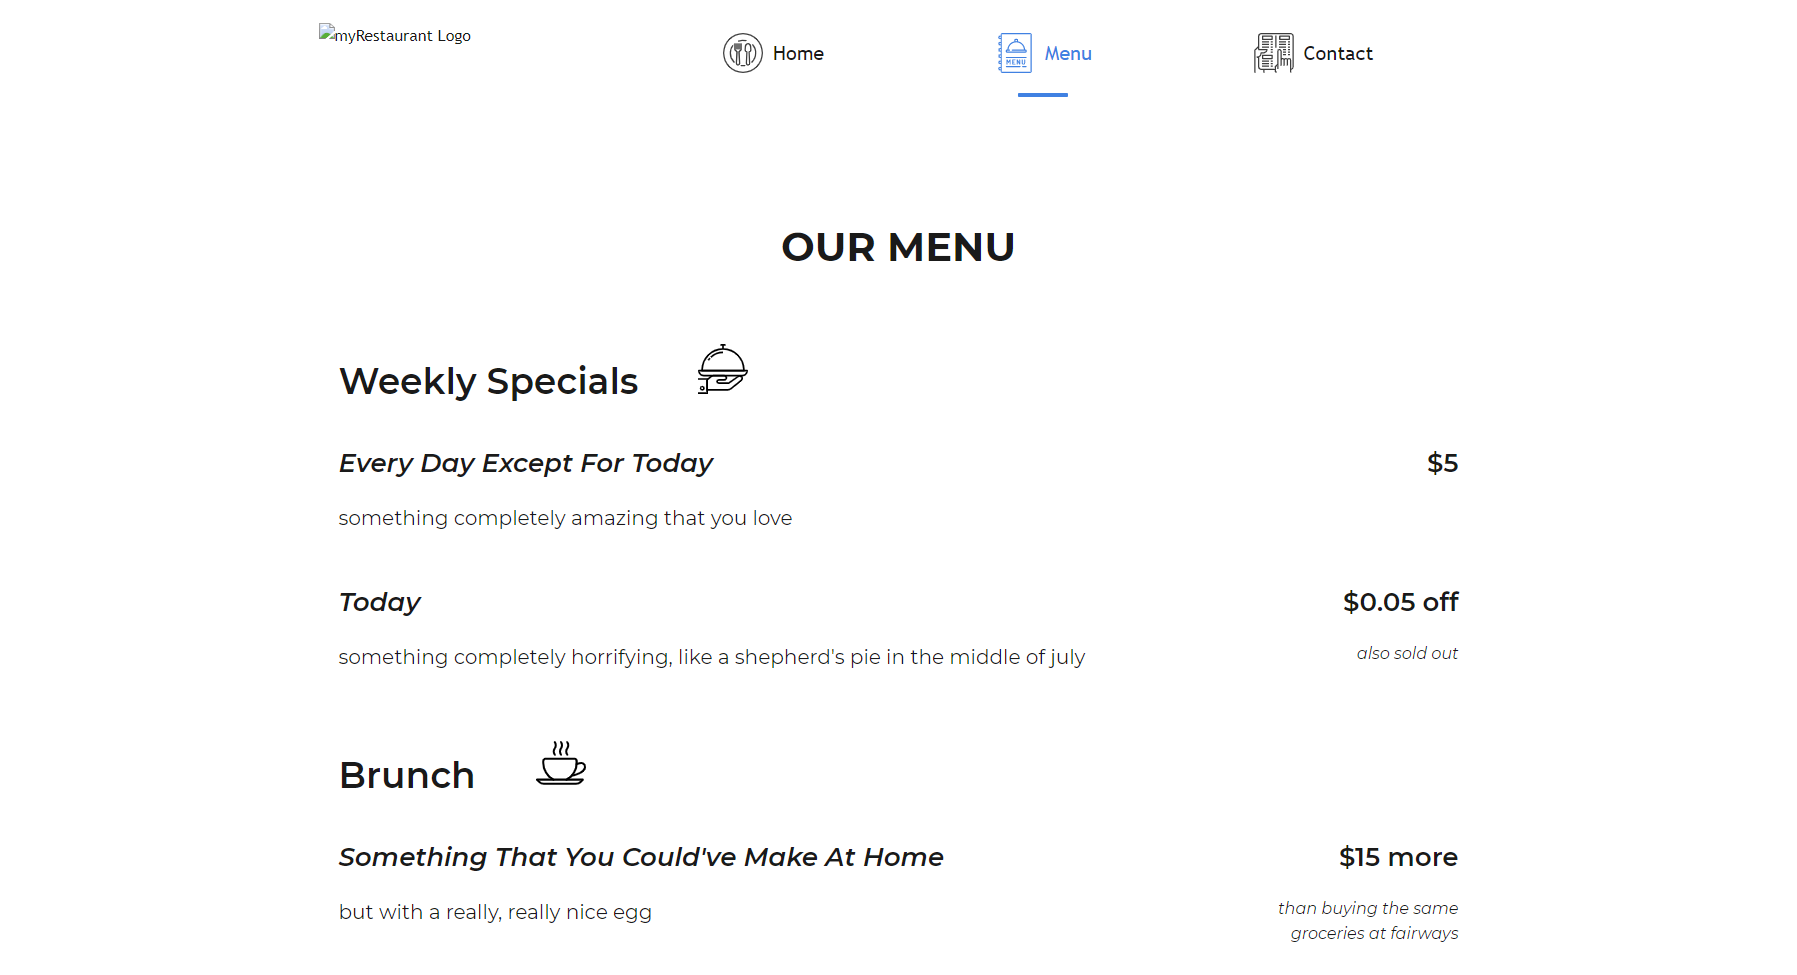 myRestaurant Logo
Home
Menu
Contact
MENU
OUR MENU
Weekly Specials
Every Day Except For Today
$5
something completely amazing that you love
Today
$0.05 off
something completely horrifying, like a shepherd's pie in the middle of july
also sold out
Brunch
Something That You Could've Make At Home
$15 more
but with a really, really nice egg
than buying the same
groceries at fairways